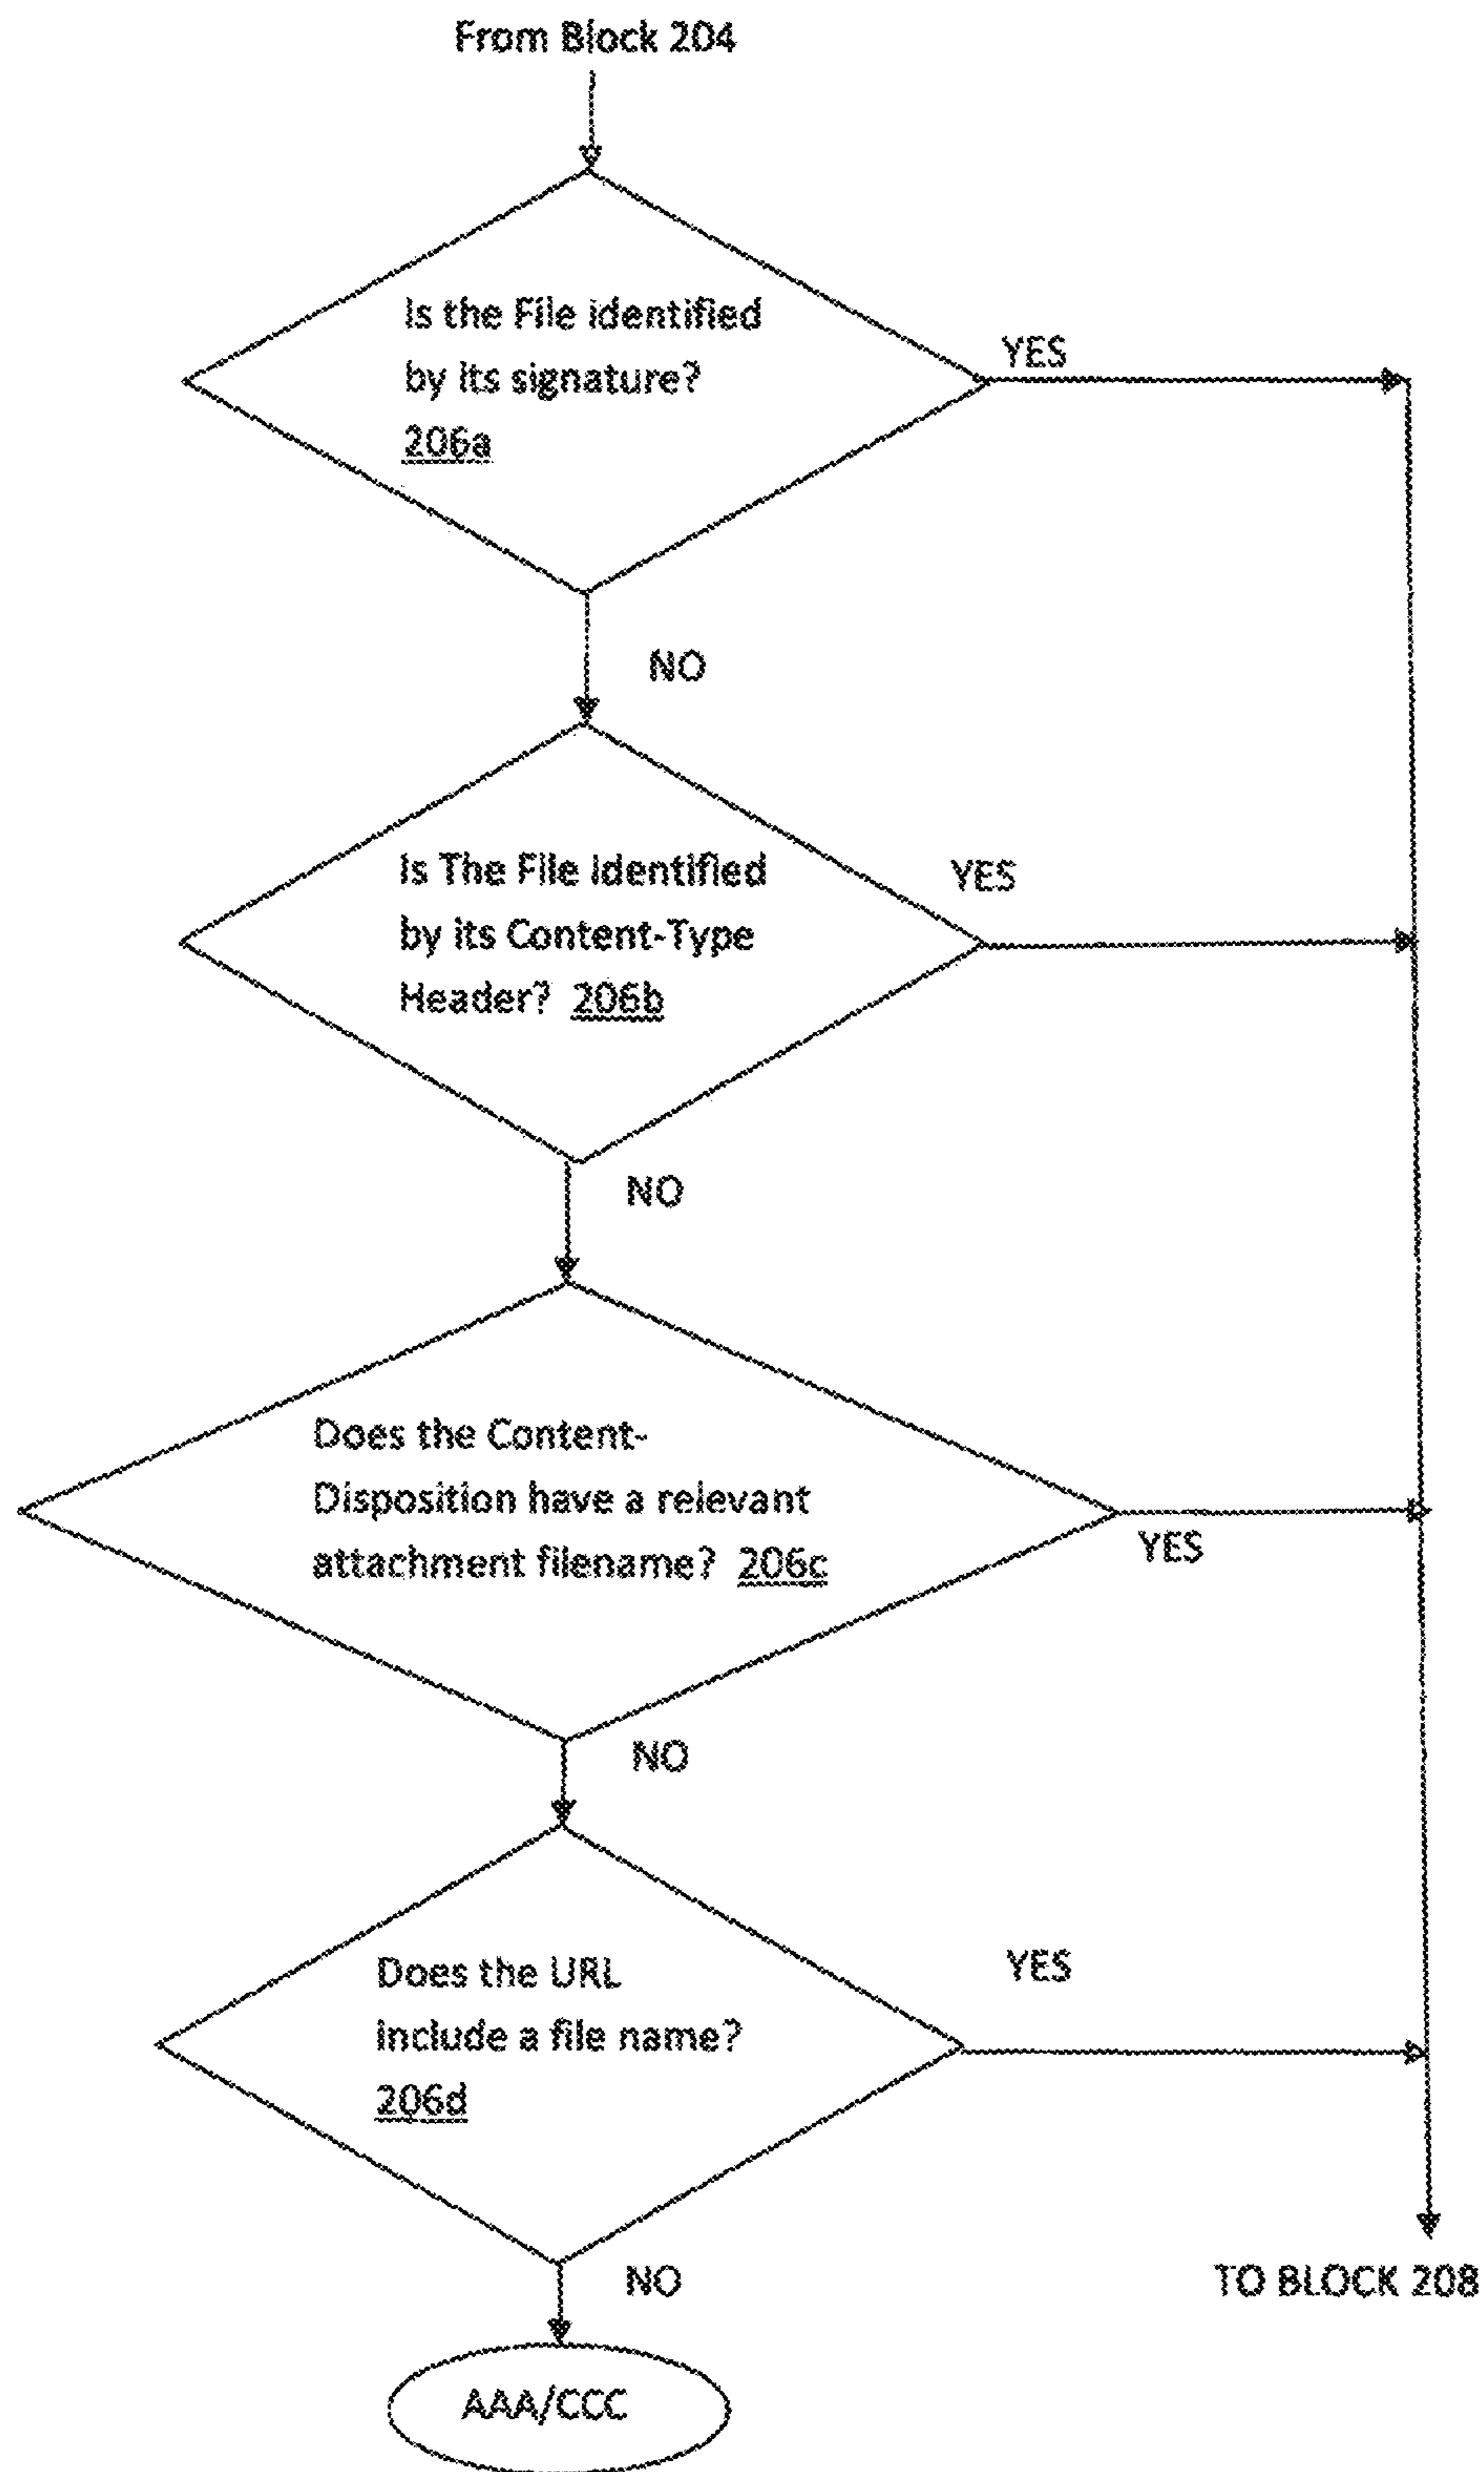 From Block 204
Is the File identified
by its signature?
206a
YES
NO
Is The File Identified
by its Content-Type
Header? 206b
YES
NO
Does the Content-
Disposition have a relevant
attachment filename? 206c
YES
NO
Does the URL
include a file name?
206d
YES
NO
TO BLOCK 208
AAA/CCC